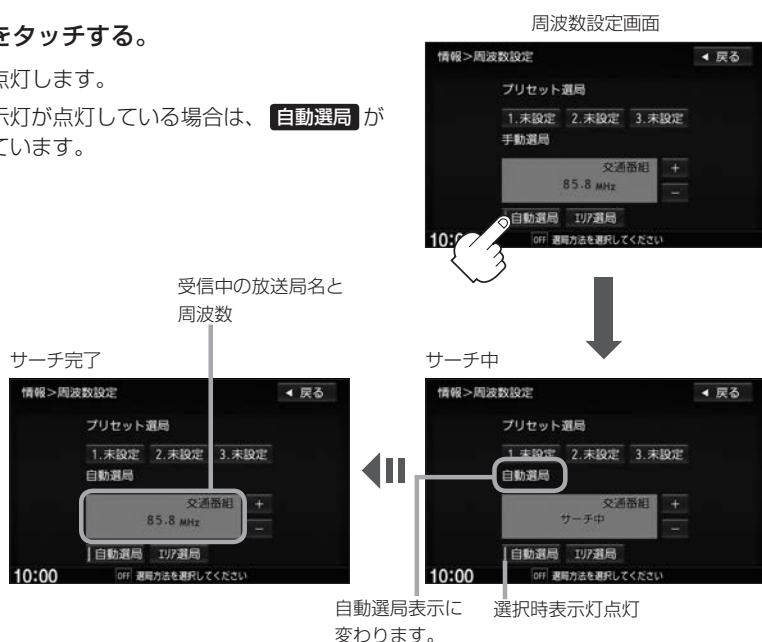 をタッチする。
点灯します。
示灯が点灯している場合は、 自動選局 が
ています。
周波数設定画面
情報>周波数設定 ◀ 戻る
プリセット選局
1.未設定 2.未設定 3.未設定
手動選局
交通番組 +
85.8 MHz −
自動選局 エリア選局
OFF 選局方法を選択してください
受信中の放送局名と
周波数
サーチ完了
情報>周波数設定 ◀ 戻る
プリセット選局
1.未設定 2.未設定 3.未設定
自動選局
交通番組 +
85.8 MHz −
自動選局 エリア選局
10:00 OFF 選局方法を選択してください
サーチ中
情報>周波数設定 ◀ 戻る
プリセット選局
1.未設定 2.未設定 3.未設定
自動選局
交通番組 +
サーチ中 −
自動選局 エリア選局
10:00 OFF 選局方法を選択してください
自動選局表示に
変わります。
選択時表示灯点灯